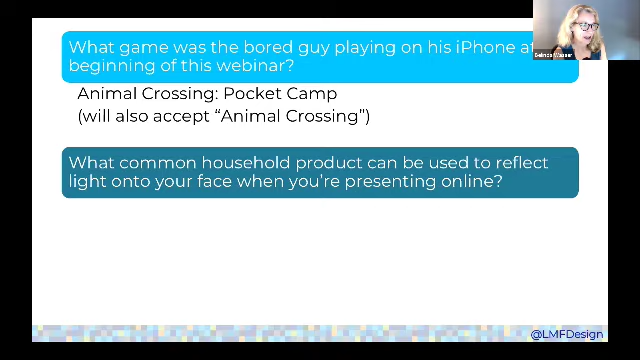 What game was the bored guy playing on his iPhone at
beginning of this webinar?
Animal Crossing: Pocket Camp
(will also accept “Animal Crossing”)
What common household product can be used to reflect
light onto your face when you're presenting online?
Belinda Wasser
@LMFDesign